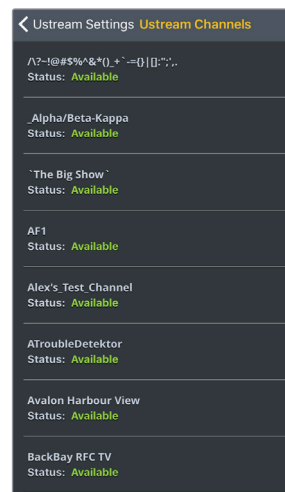 Ustream Settings Ustream Channels
/\?~!@#$%^&*()_+`-={}|[]:";',.
Status: Available
_Alpha/Beta-Kappa
Status: Available
`The Big Show`
Status: Available
AF1
Status: Available
Alex's_Test_Channel
Status: Available
ATroubleDetektor
Status: Available
Avalon Harbour View
Status: Available
BackBay RFC TV
Status: Available